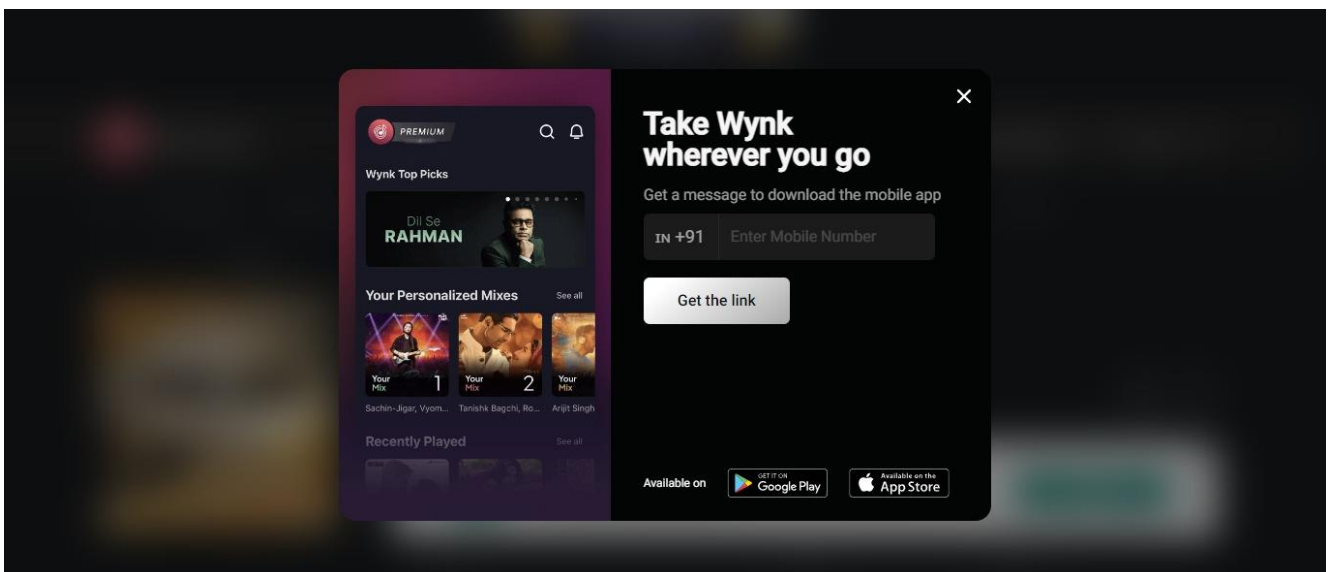 PREMIUM
Wynk Top Picks
Dil Se
RAHMAN
Your Personalized Mixes See all
Your
Mix 1
Your
Mix 2
Your
Mix
Sachin-Jigar, Vyom... Tanishk Bagchi, Ro... Arijit Singh
Recently Played See all
Take Wynk
wherever you go
Get a message to download the mobile app
IN +91 Enter Mobile Number
Get the link
Available on
GET IT ON
Google Play
Available on the
App Store